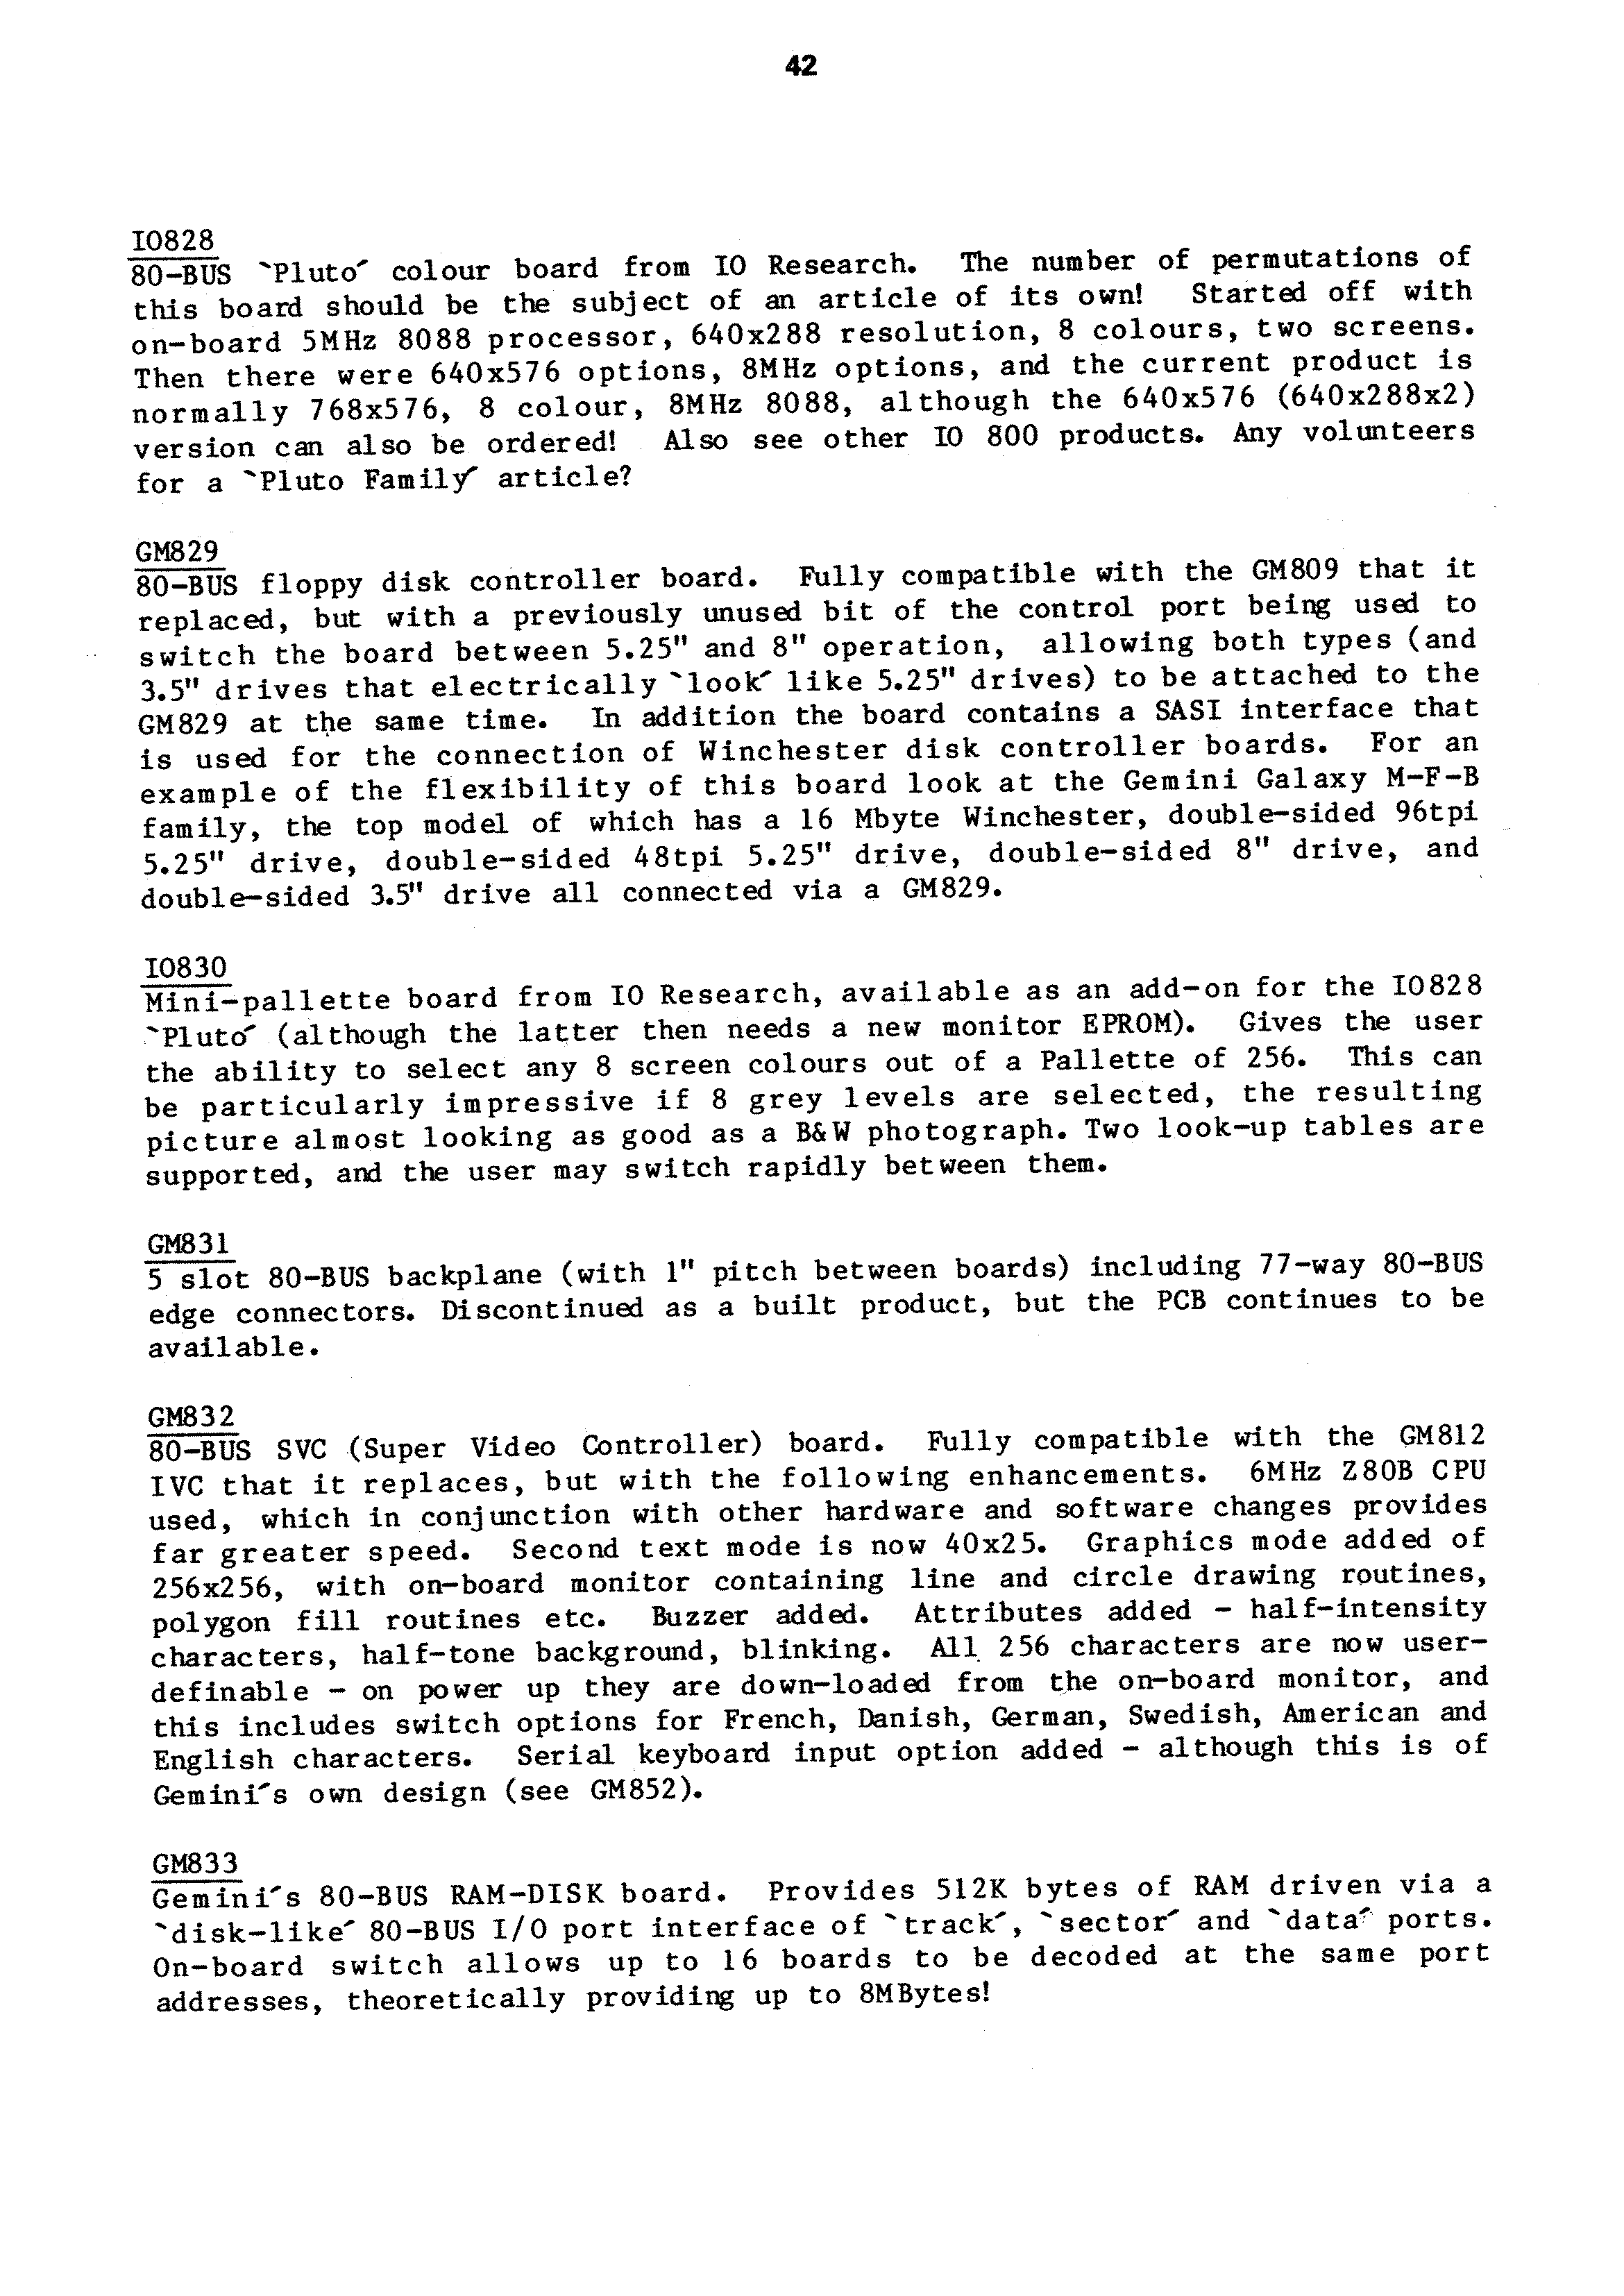 42
IO828
80-BUS `Pluto´ colour board from IO Research. The number of permutations of
this board should be the subject of an article of its own! Started off with
on-board 5MHz 8088 processor, 640x288 resolution, 8 colours, two screens.
Then there were 640x576 options, 8MHz options, and the current product is
normally 768x576, 8 colour, 8MHz 8088, although the 640x576 (640x288x2)
version can also be ordered! Also see other IO 800 products. Any volunteers
for a `Pluto Family´ article?
GM829
80-BUS floppy disk controller board. Fully compatible with the GM809 that it
replaced, but with a previously unused bit of the control port being used to
switch the board between 5.25" and 8" operation, allowing both types (and
3.5" drives that electrically `look´ like 5.25" drives) to be attached to the
GM829 at the same time. In addition the board contains a SASI interface that
is used for the connection of Winchester disk controller boards. For an
example of the flexibility of this board look at the Gemini Galaxy M-F-B
family, the top model of which has a 16 Mbyte Winchester, double-sided 96tpi
5.25" drive, double-sided 48tpi 5.25" drive, double-sided 8" drive, and
double-sided 3.5" drive all connected via a GM829.
IO830
Mini-pallette board from IO Research, available as an add-on for the IO828
`Pluto´ (although the latter then needs a new monitor EPROM). Gives the user
the ability to select any 8 screen colours out of a Pallette of 256. This can
be particularly impressive if 8 grey levels are selected, the resulting
picture almost looking as good as a B&W photograph. Two look-up tables are
supported, and the user may switch rapidly between them.
GM831
5 slot 80-BUS backplane (with 1" pitch between boards) including 77-way 80-BUS
edge connectors. Discontinued as a built product, but the PCB continues to be
available.
GM832
80-BUS SVC (Super Video Controller) board. Fully compatible with the GM812
IVC that it replaces, but with the following enhancements. 6MHz Z80B CPU
used, which in conjunction with other hardware and software changes provides
far greater speed. Second text mode is now 40x25. Graphics mode added of
256x256, with on-board monitor containing line and circle drawing routines,
polygon fill routines etc. Buzzer added. Attributes added - half-intensity
characters, half-tone background, blinking. All 256 characters are now user-
definable - on power up they are down-loaded from the on-board monitor, and
this includes switch options for French, Danish, German, Swedish, American and
English characters. Serial keyboard input option added - although this is of
Gemini´s own design (see GM852).
GM833
Gemini´s 80-BUS RAM-DISK board. Provides 512K bytes of RAM driven via a
`disk-like´ 80-BUS I/O port interface of `track´, `sector´ and `data´ ports.
On-board switch allows up to 16 boards to be decoded at the same port
addresses, theoretically providing up to 8MBytes!